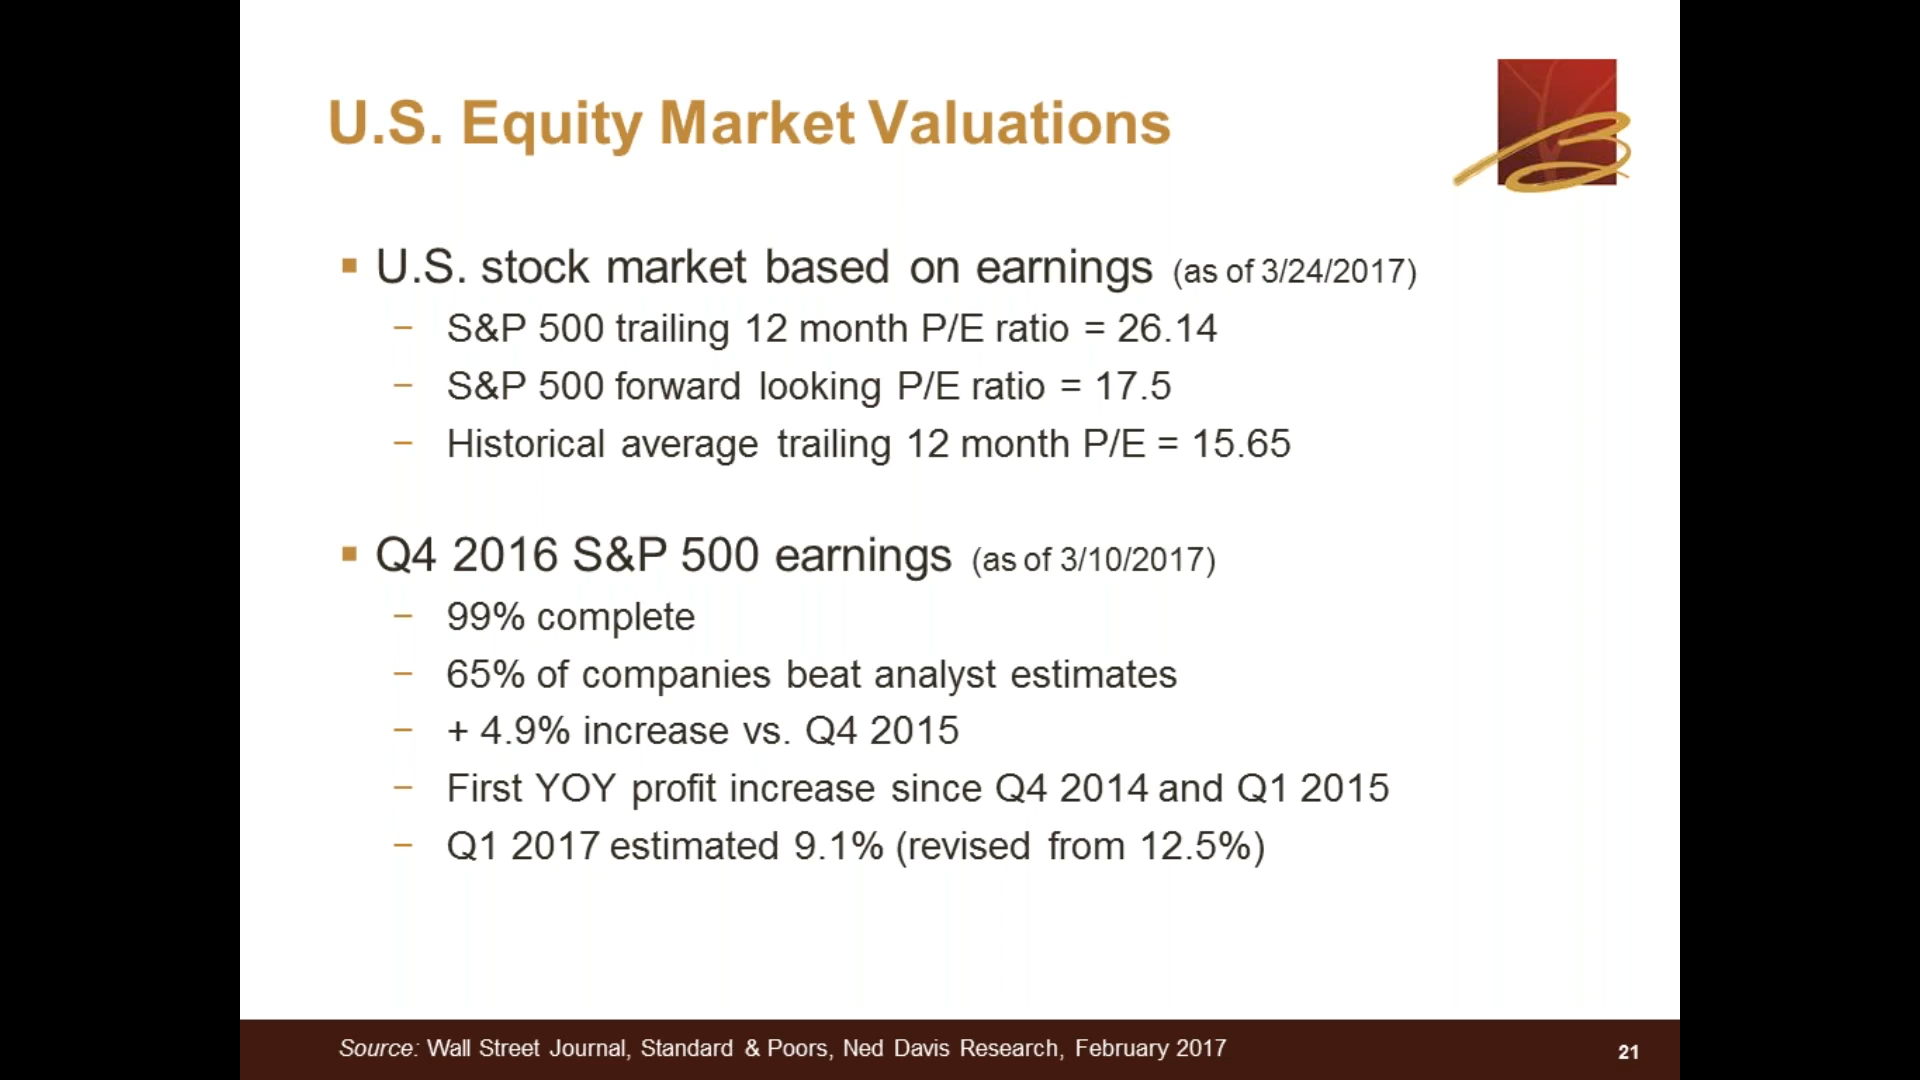 U.S. Equity Market Valuations
▪ U.S. stock market based on earnings (as of 3/24/2017)
− S&P 500 trailing 12 month P/E ratio = 26.14
− S&P 500 forward looking P/E ratio = 17.5
− Historical average trailing 12 month P/E = 15.65
▪ Q4 2016 S&P 500 earnings (as of 3/10/2017)
− 99% complete
− 65% of companies beat analyst estimates
− + 4.9% increase vs. Q4 2015
− First YOY profit increase since Q4 2014 and Q1 2015
− Q1 2017 estimated 9.1% (revised from 12.5%)
Source: Wall Street Journal, Standard & Poors, Ned Davis Research, February 2017
21